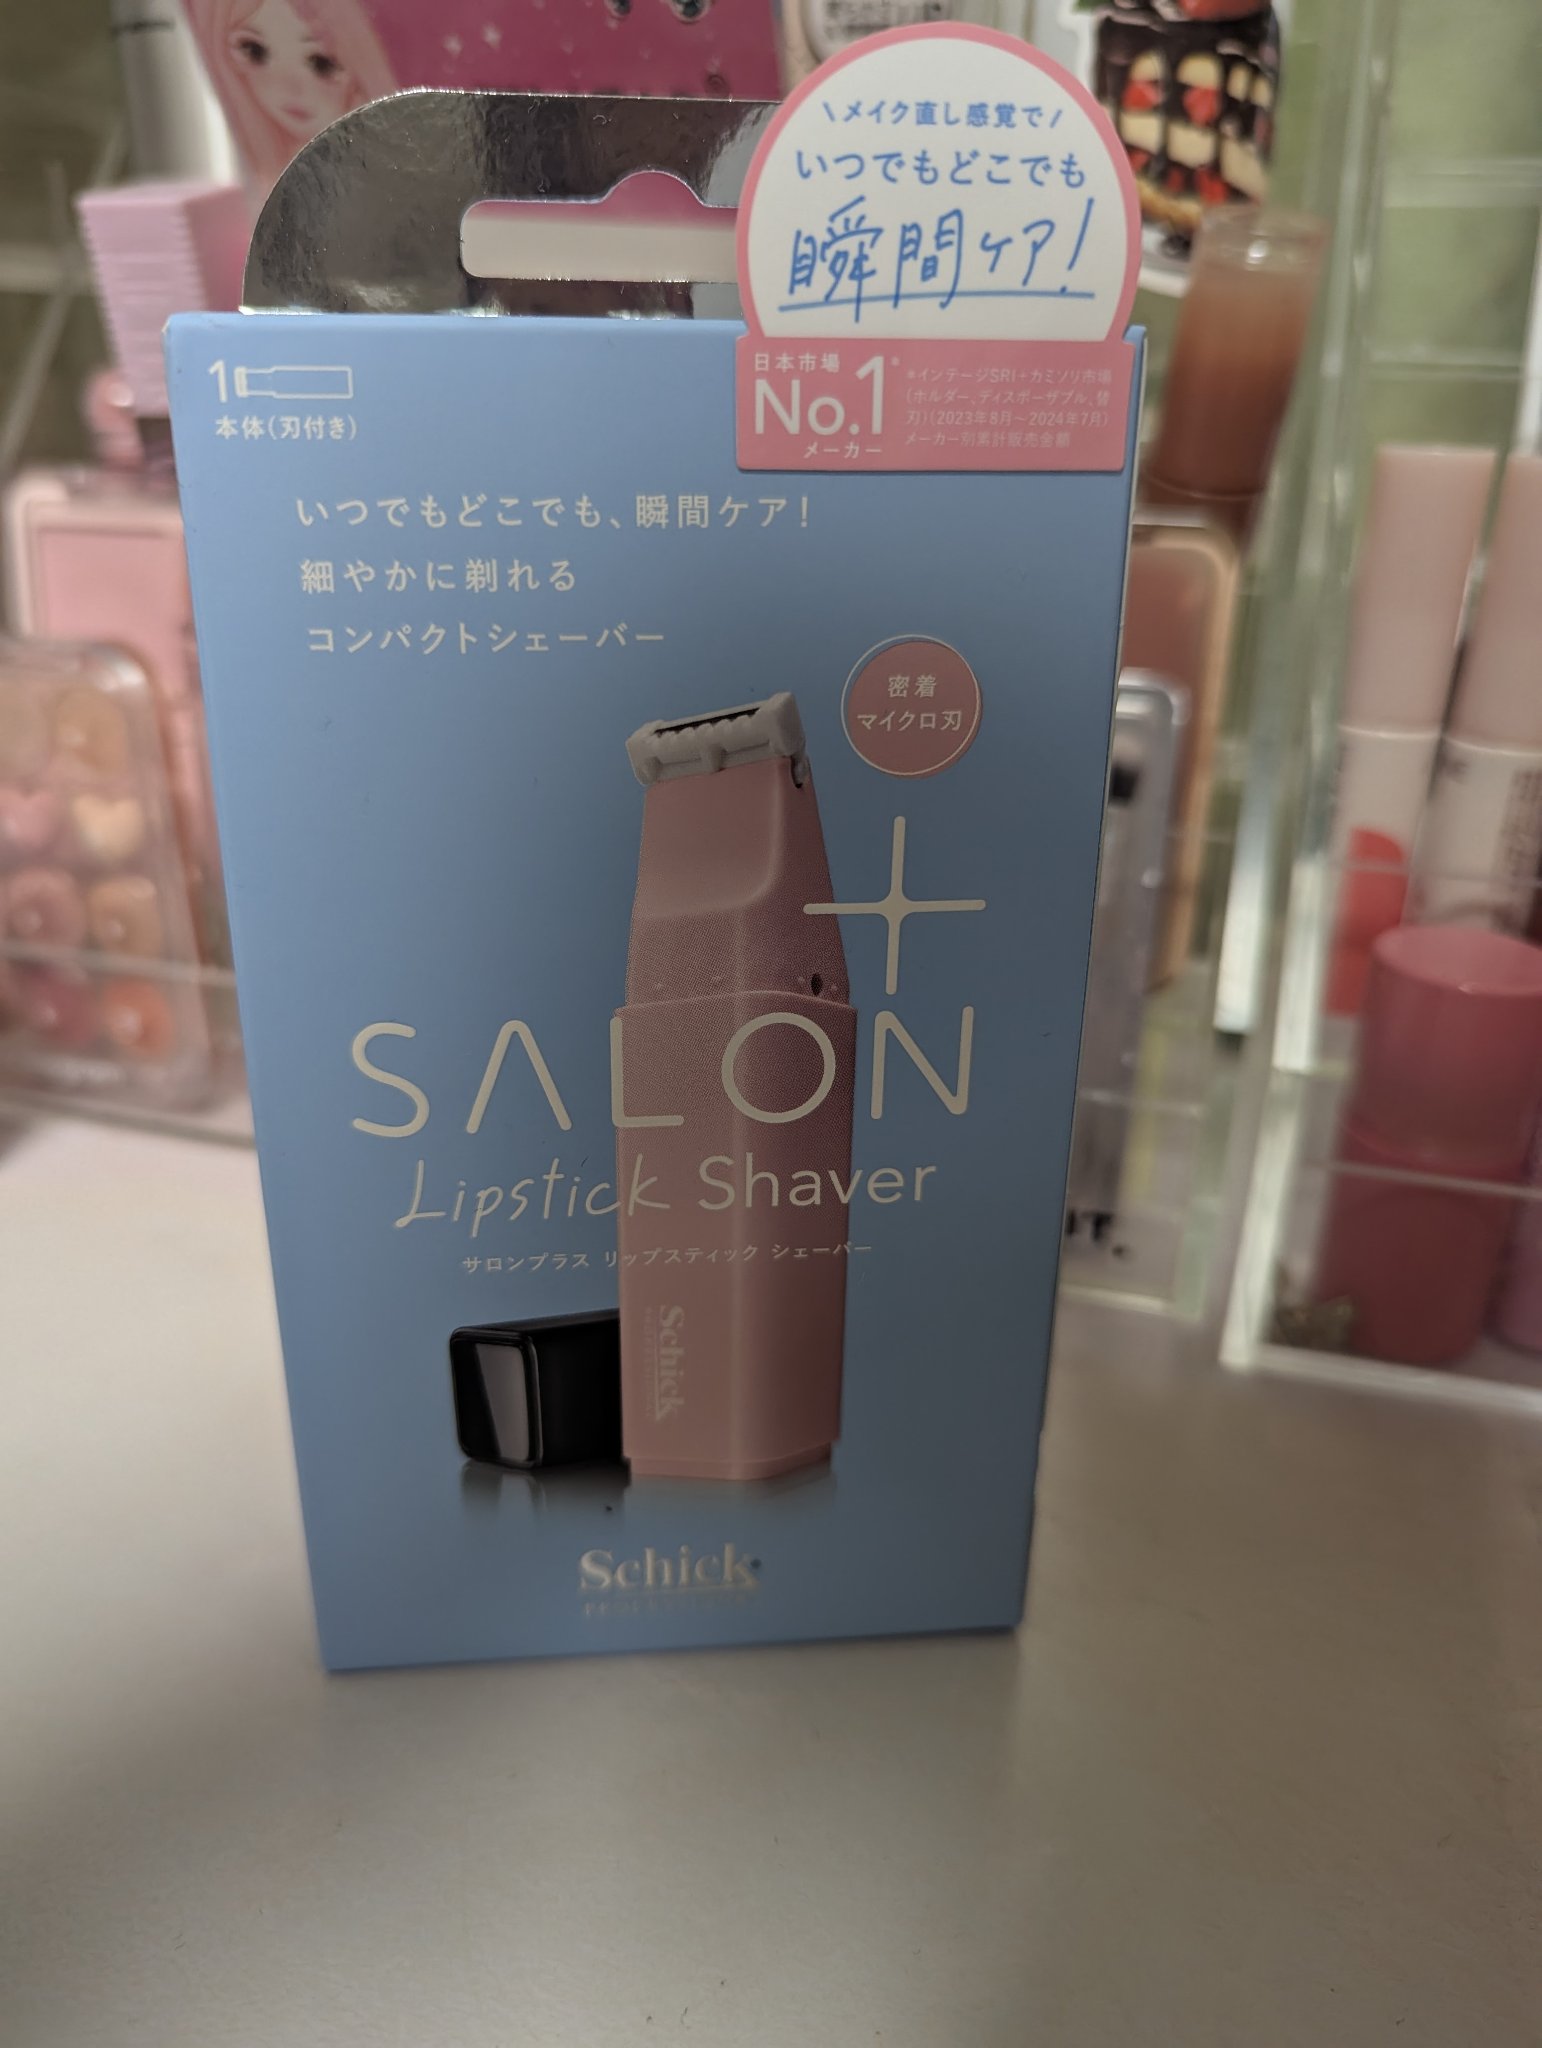 \メイク直し感覚で/
いつでもどこでも
瞬間ケア!
日本市場
No.1*
メーカー
*インテージSRI+カミソリ市場
(ホルダー、ディスポーザブル、替
刃)(2023年8月~2024年7月)
メーカー別累計販売金額
1
本体(刃付き)
いつでもどこでも、瞬間ケア!
細やかに剃れる
コンパクトシェーバー
密着
マイクロ刃
SALON
Lipstick Shaver
サロンプラス リップスティック シェーバー
Schick
Schick